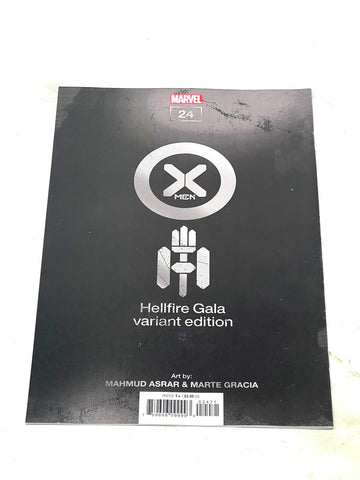 MARVEL
24
X
MEN
Hellfire Gala
variant edition
Art by:
MAHMUD ASRAR & MARTE GRACIA